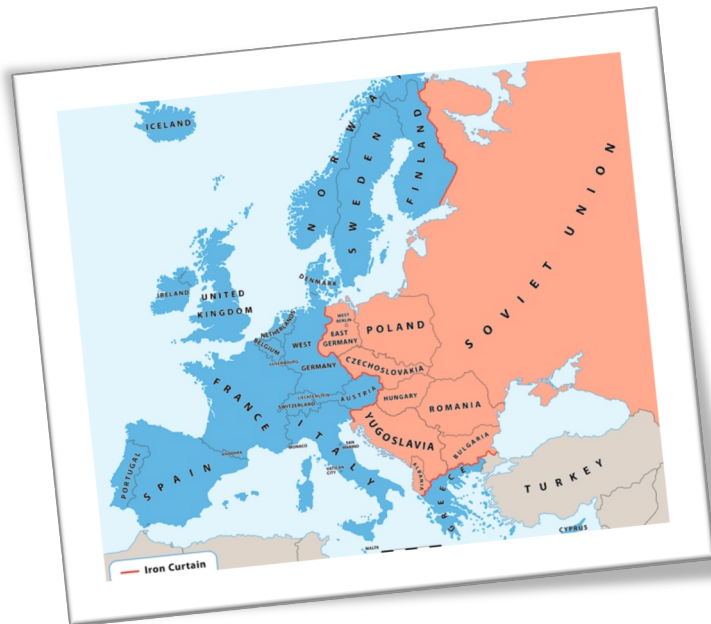 ICELAND
NORWAY
SWEDEN
FINLAND
SOVIET UNION
DENMARK
IRELAND
UNITED
KINGDOM
NETHERLANDS
BELGIUM
LUXEMBOURG
WEST
GERMANY
WEST
BERLIN
EAST
GERMANY
POLAND
CZECHOSLOVAKIA
FRANCE
LIECHTENSTEIN
SWITZERLAND
AUSTRIA
HUNGARY
ROMANIA
YUGOSLAVIA
BULGARIA
ALBANIA
ITALY
MONACO
SAN
MARINO
VATICAN
CITY
PORTUGAL
SPAIN
ANDORRA
GREECE
TURKEY
CYPRUS
MALTA
Iron Curtain